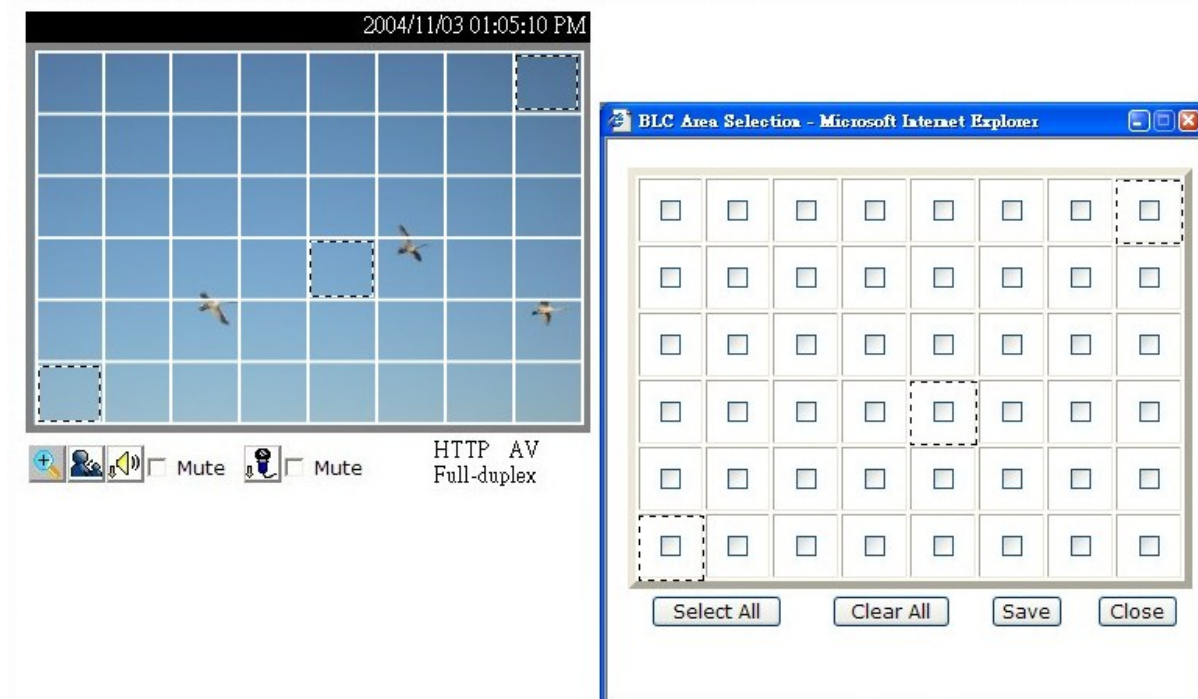 2004/11/03 01:05:10 PM
Mute
Mute
HTTP AV
Full-duplex
BLC Area Selection - Microsoft Internet Explorer
Select All
Clear All
Save
Close